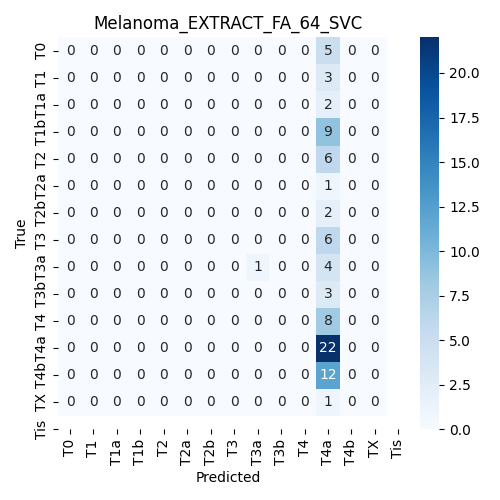 Melanoma_EXTRACT_FA_64_SVC
T0 0 0 0 0 0 0 0 0 0 0 0 5 0 0
T1 0 0 0 0 0 0 0 0 0 0 0 3 0 0
T1a 0 0 0 0 0 0 0 0 0 0 0 2 0 0
T1b 0 0 0 0 0 0 0 0 0 0 0 9 0 0
T2 0 0 0 0 0 0 0 0 0 0 0 6 0 0
T2a 0 0 0 0 0 0 0 0 0 0 0 1 0 0
T2b 0 0 0 0 0 0 0 0 0 0 0 2 0 0
T3 0 0 0 0 0 0 0 0 0 0 0 6 0 0
T3a 0 0 0 0 0 0 0 0 1 0 0 4 0 0
T3b 0 0 0 0 0 0 0 0 0 0 0 3 0 0
T4 0 0 0 0 0 0 0 0 0 0 0 8 0 0
T4a 0 0 0 0 0 0 0 0 0 0 0 22 0 0
T4b 0 0 0 0 0 0 0 0 0 0 0 12 0 0
TX 0 0 0 0 0 0 0 0 0 0 0 1 0 0
Tis
T0 T1 T1a T1b T2 T2a T2b T3 T3a T3b T4 T4a T4b TX Tis
Predicted
True
20.0
17.5
15.0
12.5
10.0
7.5
5.0
2.5
0.0